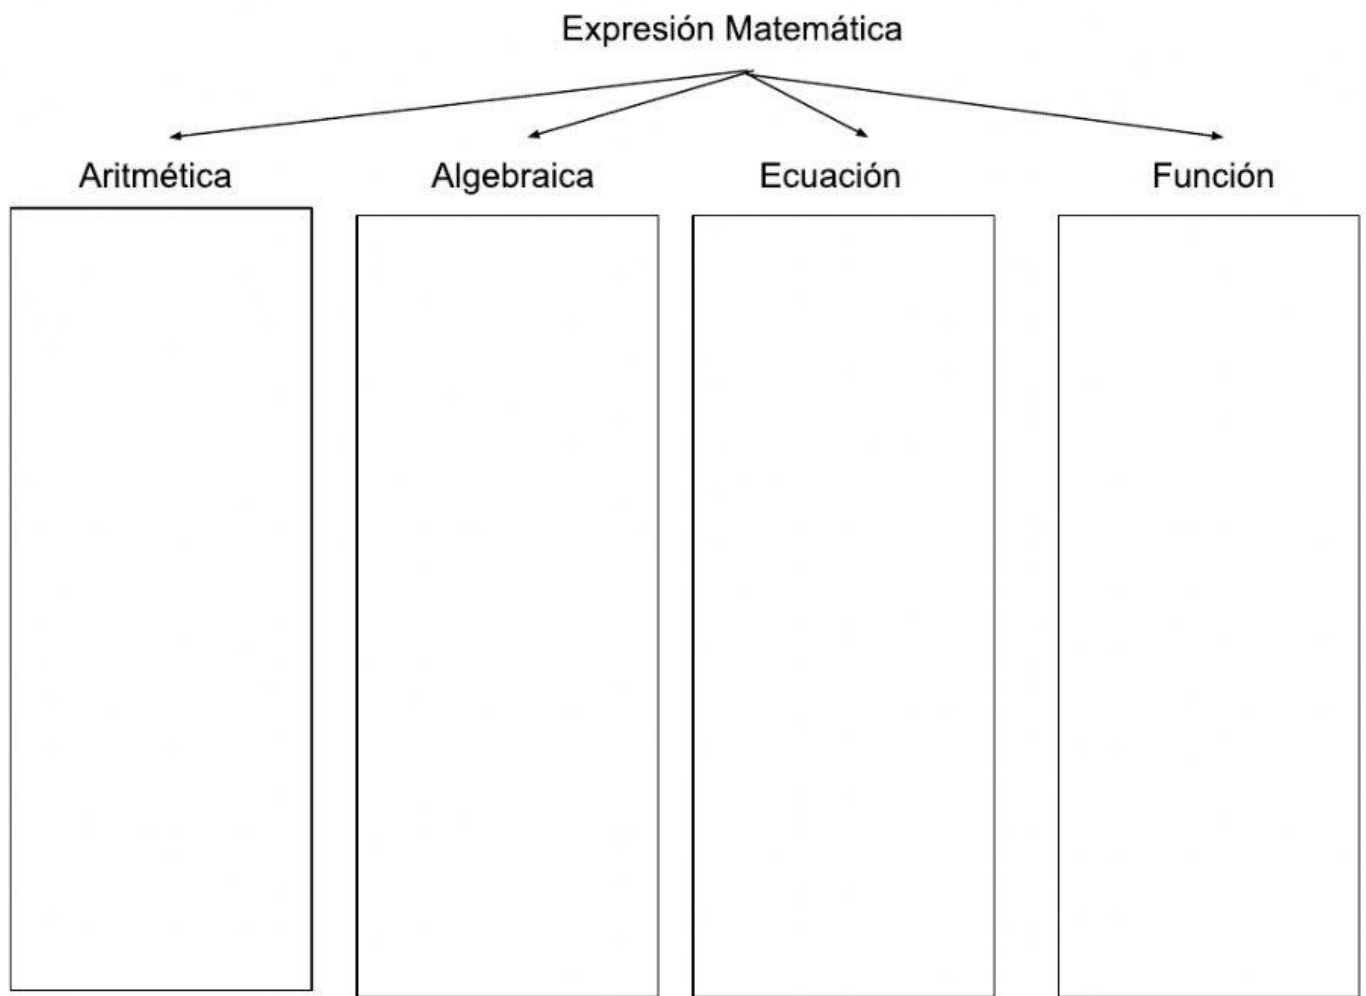 Expresión Matemática
Aritmética
Algebraica
Ecuación
Función